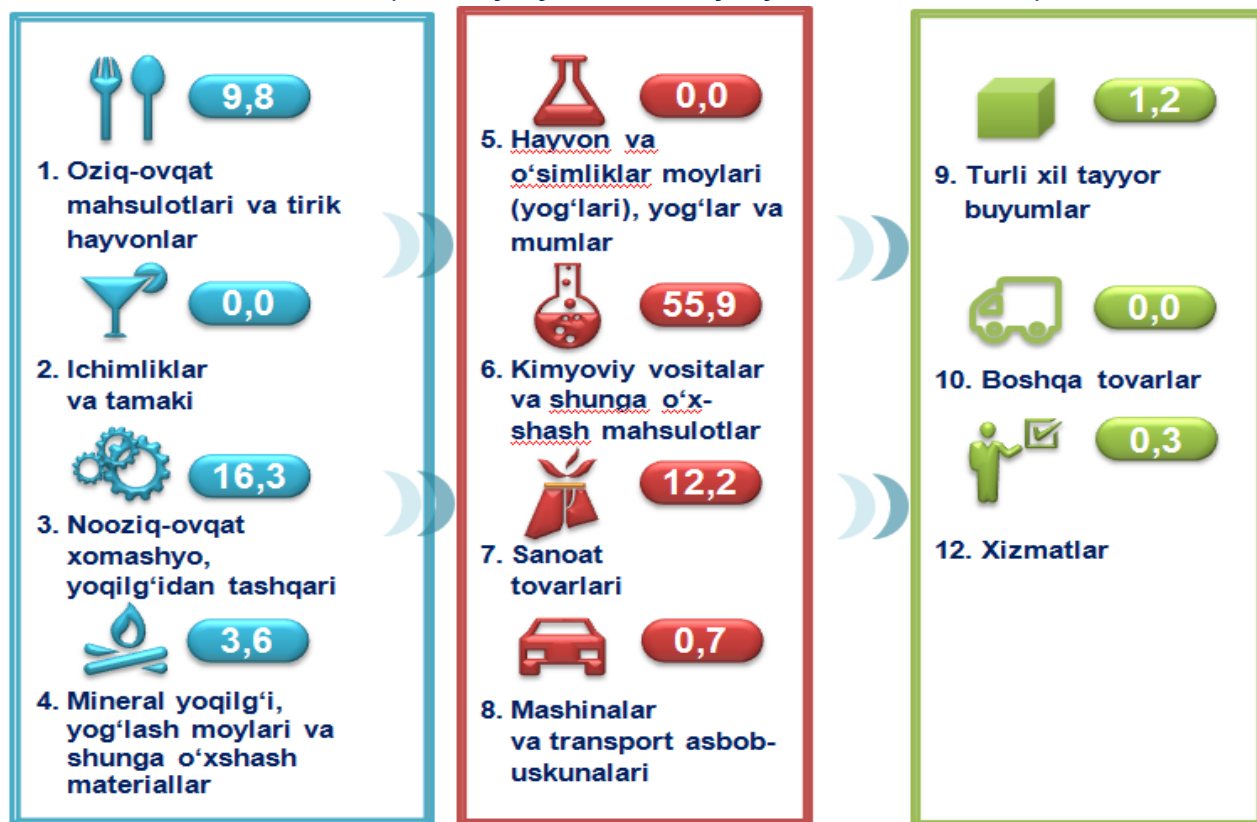 9,8
1. Oziq-ovqat
mahsulotlari va tirik
hayvonlar
0,0
2. Ichimliklar
va tamaki
16,3
3. Nooziq-ovqat
xomashyo,
yoqilg‘idan tashqari
3,6
4. Mineral yoqilg‘i,
yog‘lash moylari va
shunga o‘xshash
materiallar
0,0
5. Hayvon va
o‘simliklar moylari
(yog‘lari), yog‘lar va
mumlar
55,9
6. Kimyoviy vositalar
va shunga o‘x-
shash mahsulotlar
12,2
7. Sanoat
tovarlari
0,7
8. Mashinalar
va transport asbob-
uskunalari
1,2
9. Turli xil tayyor
buyumlar
0,0
10. Boshqa tovarlar
0,3
12. Xizmatlar